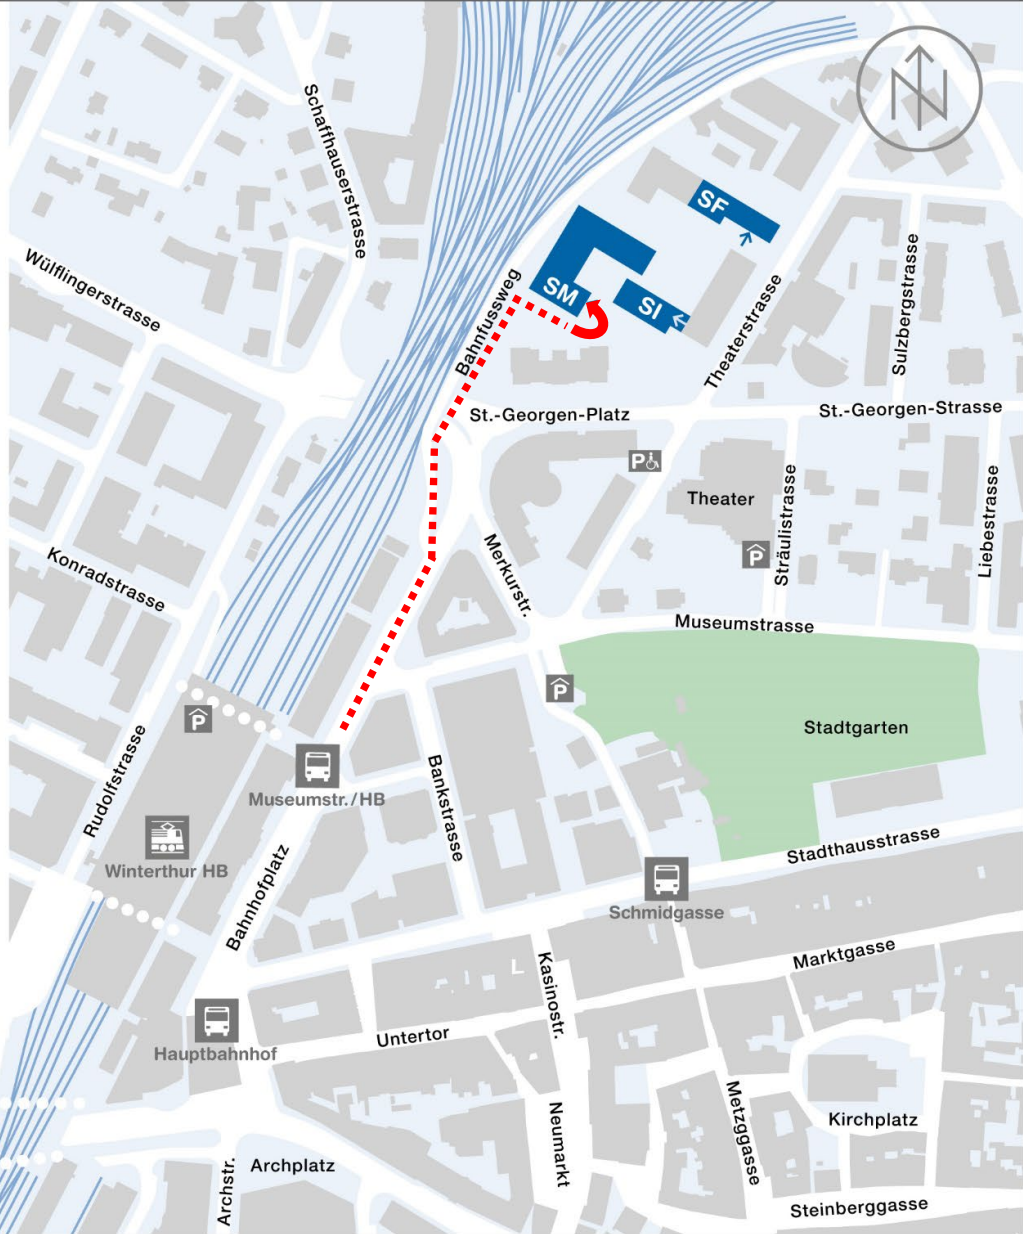 N
Schaffhauserstrasse
SF
Wülflingerstrasse
SM
SI
Bahnfussweg
Theaterstrasse
Sulzbergstrasse
St.-Georgen-Platz
St.-Georgen-Strasse
P
Theater
Sträulistrasse
Liebestrasse
Merkurstr.
P
Konradstrasse
Museumstrasse
P
P
Stadtgarten
Rudolfstrasse
Museumstr./HB
Bankstrasse
Winterthur HB
Stadthausstrasse
Bahnhofplatz
Schmidgasse
Marktgasse
Kasinostr.
Untertor
Hauptbahnhof
Metzggasse
Kirchplatz
Neumarkt
Archplatz
Archstr.
Steinberggasse